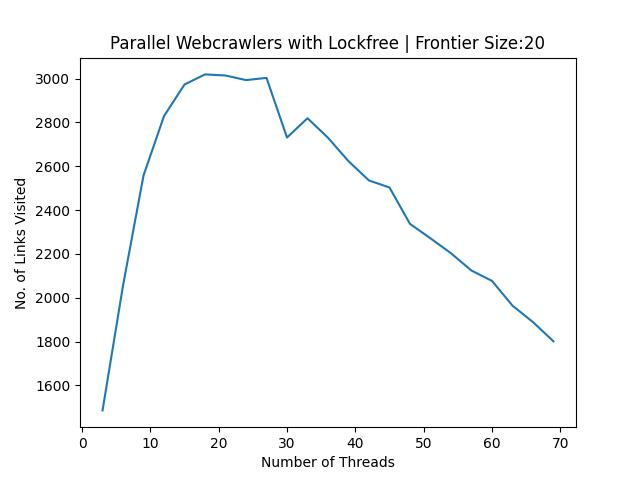 Parallel Webcrawlers with Lockfree | Frontier Size:20
3000
2800
2600
2400
2200
2000
1800
1600
No. of Links Visited
0 10 20 30 40 50 60 70
Number of Threads